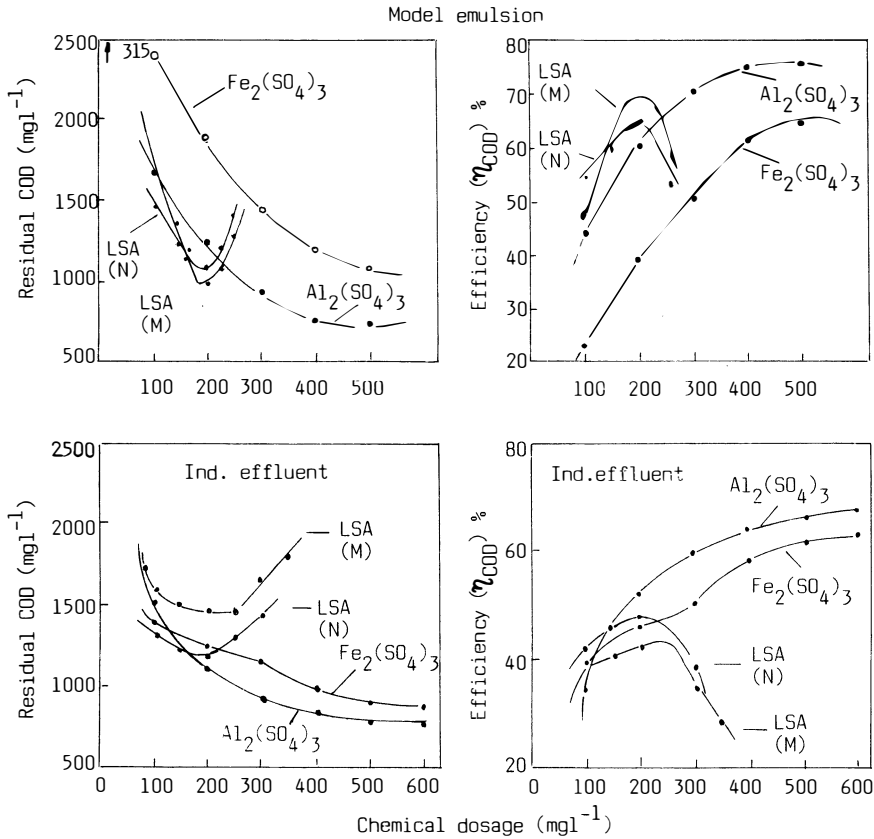 Model emulsion
2500
2000
1500
1000
500
Residual COD (mgl⁻¹)
315
Fe₂(SO₄)₃
LSA
(N)
LSA
(M)
Al₂(SO₄)₃
100 200 300 400 500
80
70
60
50
40
30
20
Efficiency (η_COD) %
LSA
(M)
LSA
(N)
Al₂(SO₄)₃
Fe₂(SO₄)₃
100 200 300 400 500
2500
2000
1500
1000
500
Residual COD (mgl⁻¹)
Ind. effluent
LSA
(M)
LSA
(N)
Fe₂(SO₄)₃
Al₂(SO₄)₃
100 200 300 400 500 600
80
60
40
20
Efficiency (η_COD) %
Ind.effluent
Al₂(SO₄)₃
Fe₂(SO₄)₃
LSA
(N)
LSA
(M)
0 100 200 300 400 500 600
Chemical dosage (mgl⁻¹)